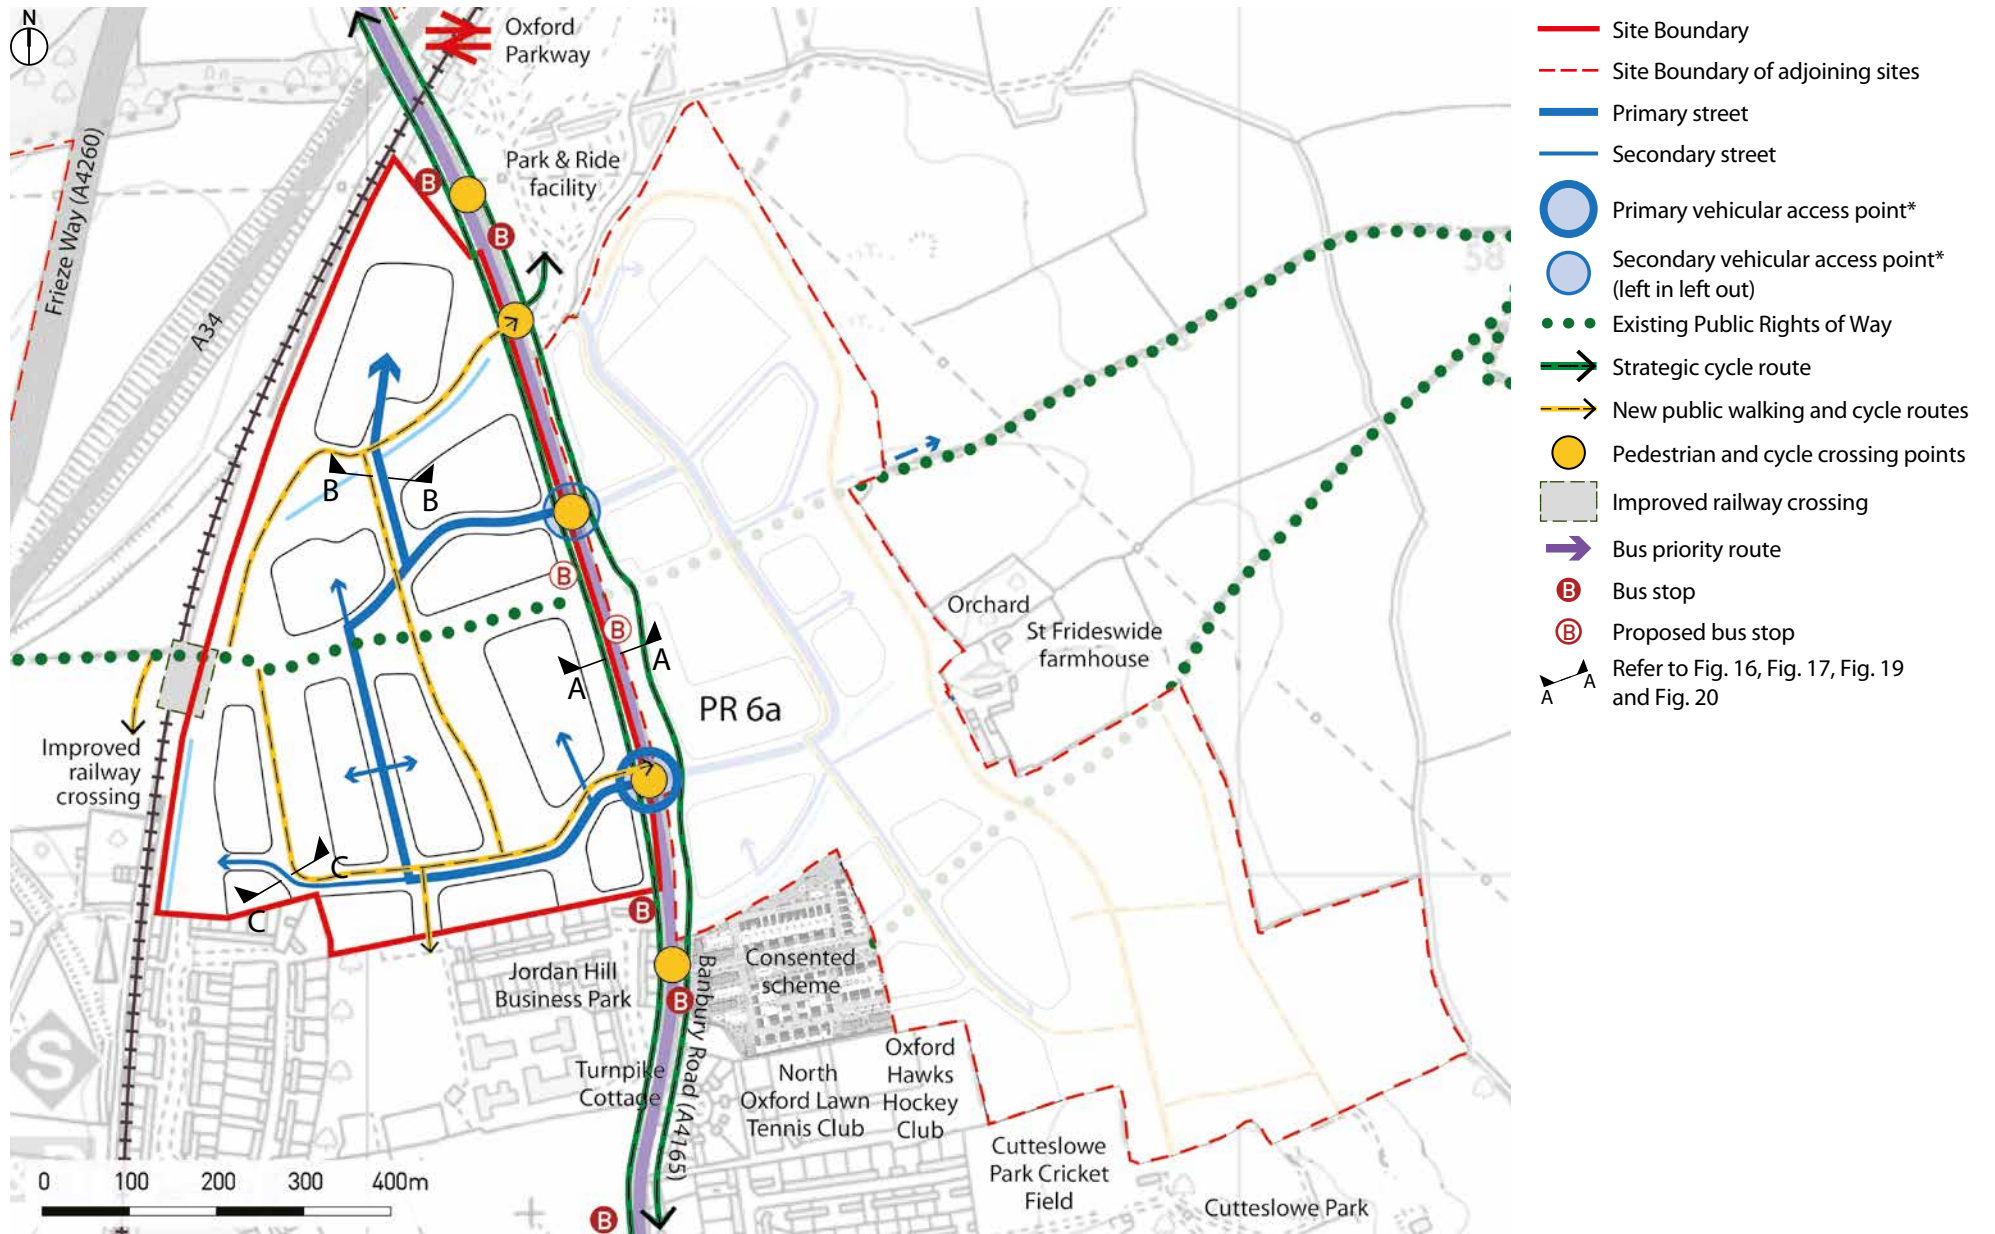 N
Oxford
Parkway
Park & Ride
facility
Frieze Way (A4260)
A34
B
B
B
B
B
B
A
A
PR 6a
Orchard
St Frideswide
farmhouse
58
Improved
railway
crossing
C
C
B
B
Jordan Hill
Business Park
Consented
scheme
Banbury Road (A4165)
Turnpike
Cottage
North
Oxford Lawn
Tennis Club
Oxford
Hawks
Hockey
Club
Cutteslowe
Park Cricket
Field
Cutteslowe Park
S
B
0 100 200 300 400m
Site Boundary
Site Boundary of adjoining sites
Primary street
Secondary street
Primary vehicular access point*
Secondary vehicular access point*
(left in left out)
Existing Public Rights of Way
Strategic cycle route
New public walking and cycle routes
Pedestrian and cycle crossing points
Improved railway crossing
Bus priority route
B Bus stop
B Proposed bus stop
A A Refer to Fig. 16, Fig. 17, Fig. 19
and Fig. 20